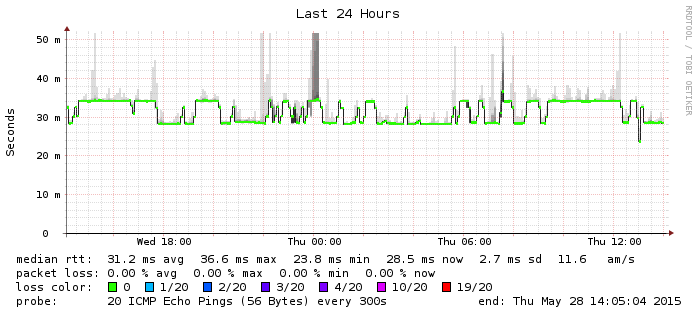 Last 24 Hours
RRDTOOL / TOBI OETIKER
Seconds
50 m
40 m
30 m
20 m
10 m
0
Wed 18:00 Thu 00:00 Thu 06:00 Thu 12:00
median rtt: 31.2 ms avg 36.6 ms max 23.8 ms min 28.5 ms now 2.7 ms sd 11.6 am/s
packet loss: 0.00 % avg 0.00 % max 0.00 % min 0.00 % now
loss color: 0 1/20 2/20 3/20 4/20 10/20 19/20
probe: 20 ICMP Echo Pings (56 Bytes) every 300s end: Thu May 28 14:05:04 2015